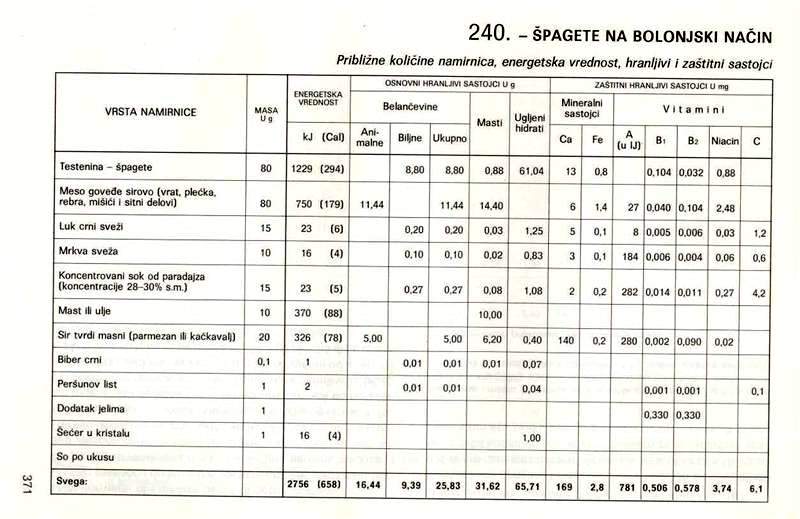 240. – ŠPAGETE NA BOLONJSKI NAČIN
Približne količine namirnica, energetska vrednost, hranljivi i zaštitni sastojci
VRSTA NAMIRNICE MASA U g ENERGETSKA VREDNOST OSNOVNI HRANLJIVI SASTOJCI U g ZAŠTITNI HRANLJIVI SASTOJCI U mg
Belančevine Masti Ugljeni hidrati Mineralni sastojci Vitamini
kJ (Cal) Ani-malne Biljne Ukupno Ca Fe A (u IJ) B1 B2 Niacin C
Testenina – špagete 80 1229 (294) 8,80 8,80 0,88 61,04 13 0,8 0,104 0,032 0,88
Meso goveđe sirovo (vrat, plećka,
rebra, mišići i sitni delovi) 80 750 (179) 11,44 11,44 14,40 6 1,4 27 0,040 0,104 2,48
Luk crni sveži 15 23 (6) 0,20 0,20 0,03 1,25 5 0,1 8 0,005 0,006 0,03 1,2
Mrkva sveža 10 16 (4) 0,10 0,10 0,02 0,83 3 0,1 184 0,006 0,004 0,06 0,6
Koncentrovani sok od paradajza
(koncentracije 28–30% s.m.) 15 23 (5) 0,27 0,27 0,08 1,08 2 0,2 282 0,014 0,011 0,27 4,2
Mast ili ulje 10 370 (88) 10,00
Sir tvrdi masni (parmezan ili kačkavalj) 20 326 (78) 5,00 5,00 6,20 0,40 140 0,2 280 0,002 0,090 0,02
Biber crni 0,1 1 0,01 0,01 0,01 0,07
Peršunov list 1 2 0,01 0,01 0,04 0,001 0,001 0,1
Dodatak jelima 1 0,330 0,330
Šećer u kristalu 1 16 (4) 1,00
So po ukusu
Svega: 2756 (658) 16,44 9,39 25,83 31,62 65,71 169 2,8 781 0,506 0,578 3,74 6,1
371